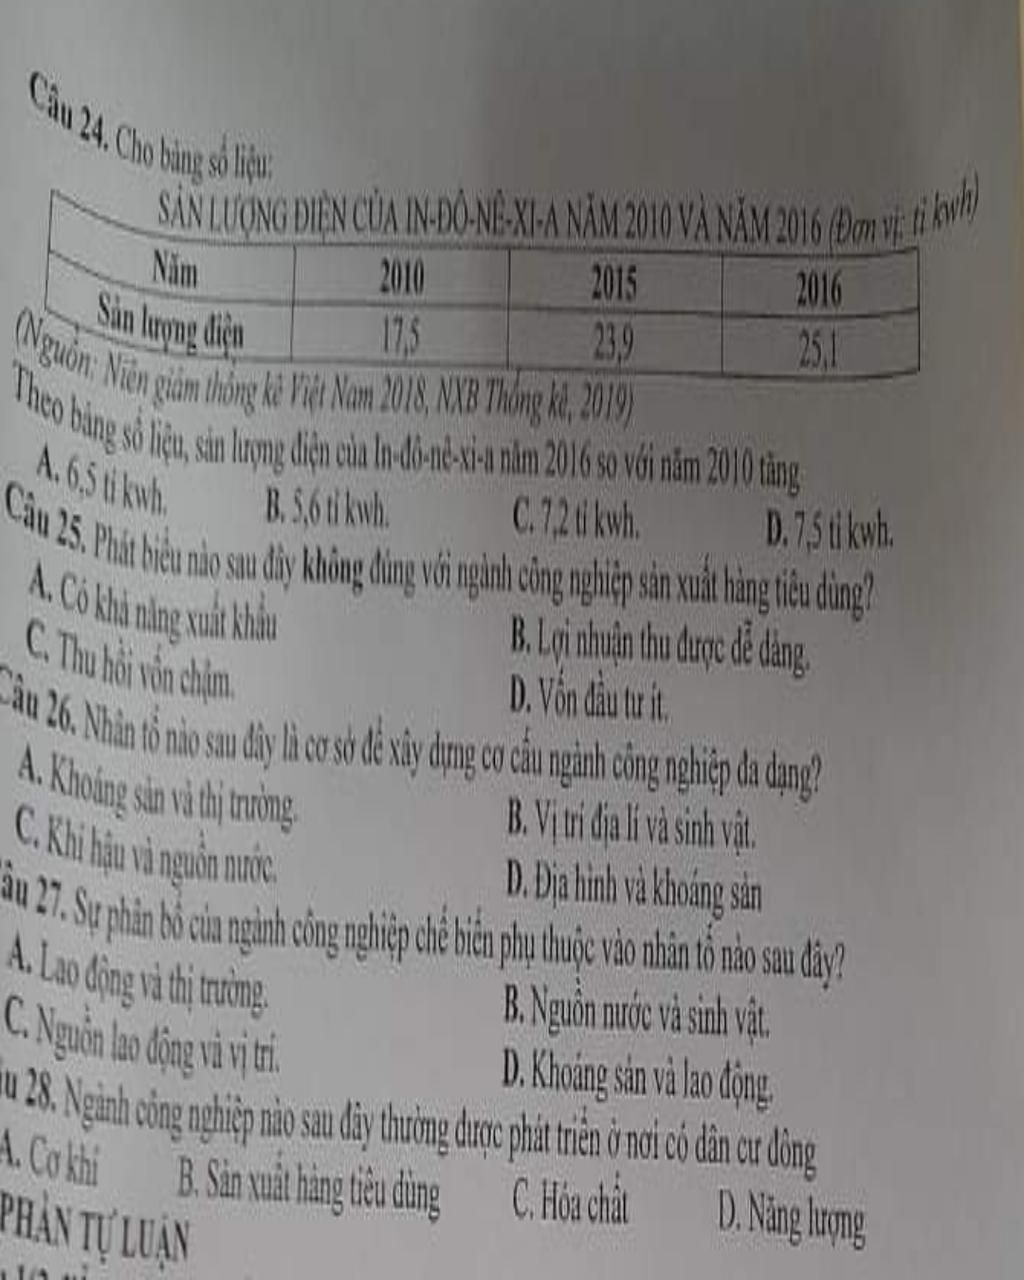 Câu 24. Cho bảng số liệu:
SẢN LƯỢNG ĐIỆN CỦA IN-ĐÔ-NÊ-XI-A NĂM 2010 VÀ NĂM 2016 (Đơn vị: tỉ kwh)
Năm 2010 2015 2016
Sản lượng điện 17,5 23,9 25,1
(Nguồn: Niên giám thống kê Việt Nam 2018, NXB Thống kê, 2019)
Theo bảng số liệu, sản lượng điện của In-đô-nê-xi-a năm 2016 so với năm 2010 tăng
A. 6,5 tỉ kwh. B. 5,6 tỉ kwh. C. 7,2 tỉ kwh. D. 7,5 tỉ kwh.
Câu 25. Phát biểu nào sau đây không đúng với ngành công nghiệp sản xuất hàng tiêu dùng?
A. Có khả năng xuất khẩu B. Lợi nhuận thu được dễ dàng.
C. Thu hồi vốn chậm. D. Vốn đầu tư ít.
Câu 26. Nhân tố nào sau đây là cơ sở để xây dựng cơ cấu ngành công nghiệp đa dạng?
A. Khoáng sản và thị trường. B. Vị trí địa lí và sinh vật.
C. Khí hậu và nguồn nước. D. Địa hình và khoáng sản
âu 27. Sự phân bố của ngành công nghiệp chế biến phụ thuộc vào nhân tố nào sau đây?
A. Lao động và thị trường. B. Nguồn nước và sinh vật.
C. Nguồn lao động và vị trí. D. Khoáng sản và lao động.
u 28. Ngành công nghiệp nào sau đây thường được phát triển ở nơi có dân cư đông
A. Cơ khí B. Sản xuất hàng tiêu dùng C. Hóa chất D. Năng lượng
PHẦN TỰ LUẬN